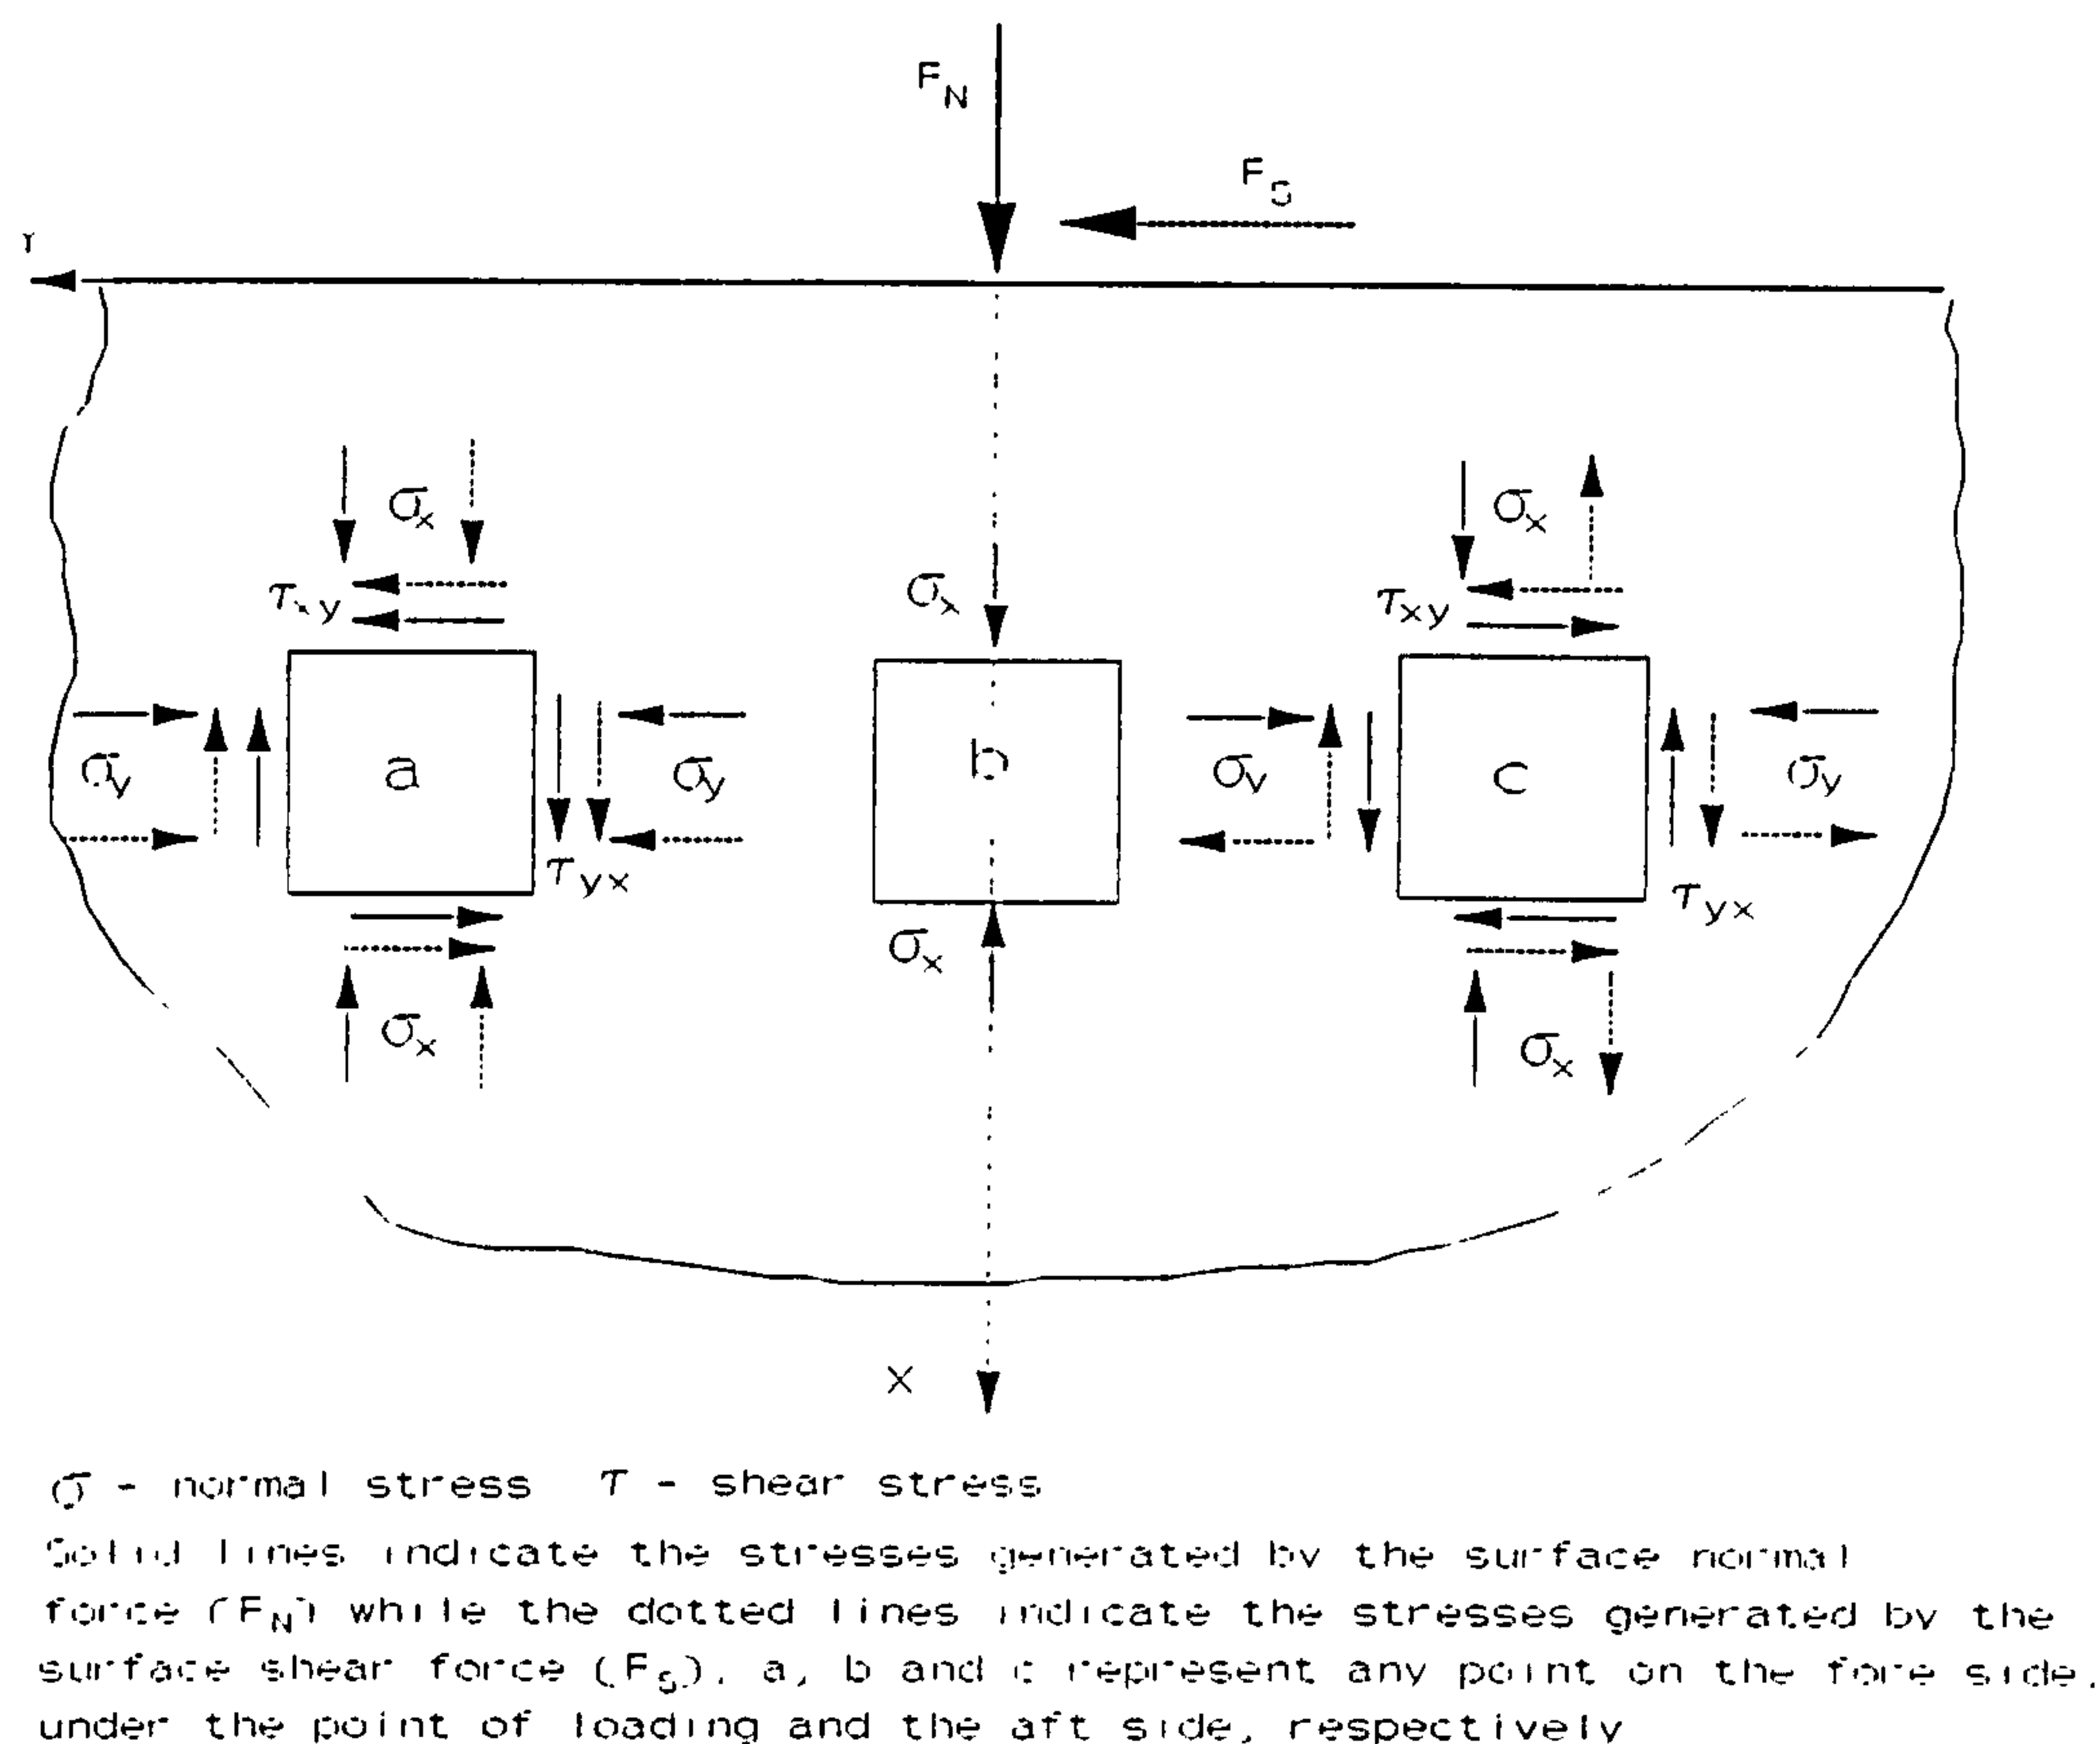 F_N
F_S
Y
σ_x
τ_xy
σ_x
σ_x
τ_xy
σ_y
a
σ_y
b
σ_y
c
σ_y
τ_yx
τ_yx
σ_x
σ_x
σ_x
X
σ - normal stress τ - shear stress
Solid lines indicate the stresses generated by the surface normal
force (F_N) while the dotted lines indicate the stresses generated by the
surface shear force (F_S). a, b and c represent any point on the fore side,
under the point of loading and the aft side, respectively